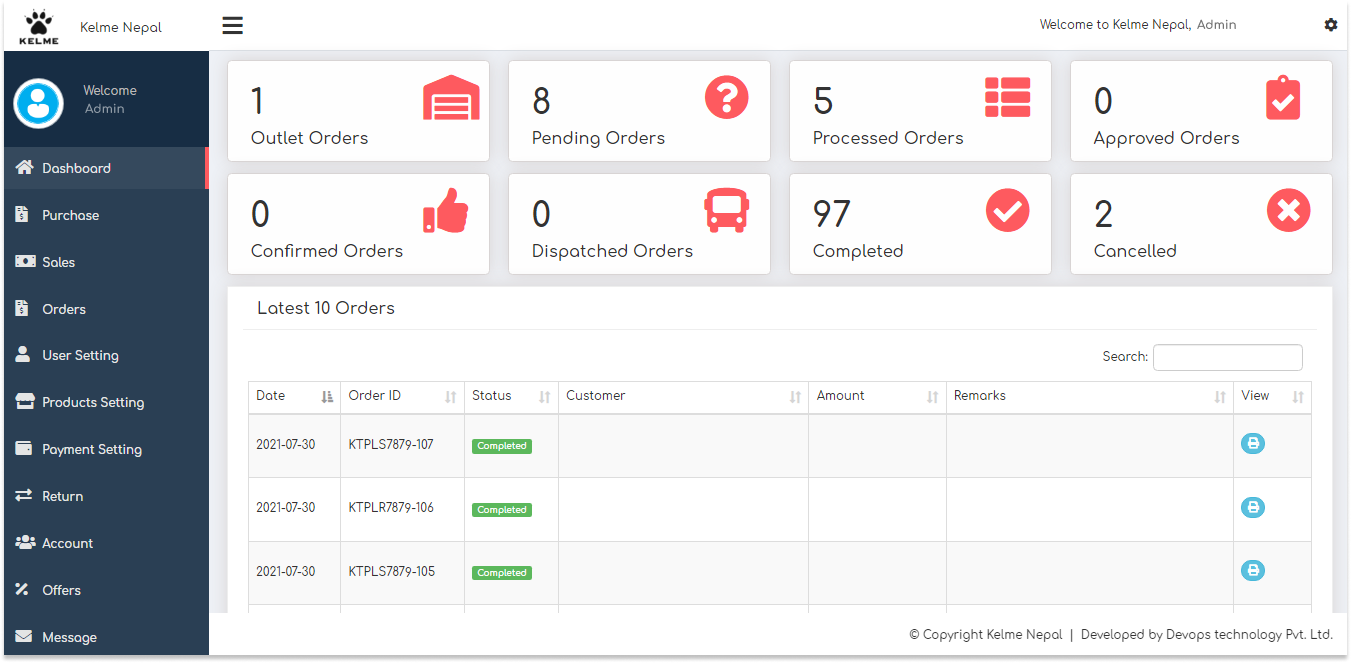 KELME
Kelme Nepal
Welcome to Kelme Nepal, Admin
Welcome
Admin
Dashboard
Purchase
Sales
Orders
User Setting
Products Setting
Payment Setting
Return
Account
Offers
Message
1
Outlet Orders
8
Pending Orders
5
Processed Orders
0
Approved Orders
0
Confirmed Orders
0
Dispatched Orders
97
Completed
2
Cancelled
Latest 10 Orders
Search:
Date Order ID Status Customer Amount Remarks View
2021-07-30 KTPLS7879-107 Completed
2021-07-30 KTPLR7879-106 Completed
2021-07-30 KTPLS7879-105 Completed
© Copyright Kelme Nepal | Developed by Devops technology Pvt. Ltd.